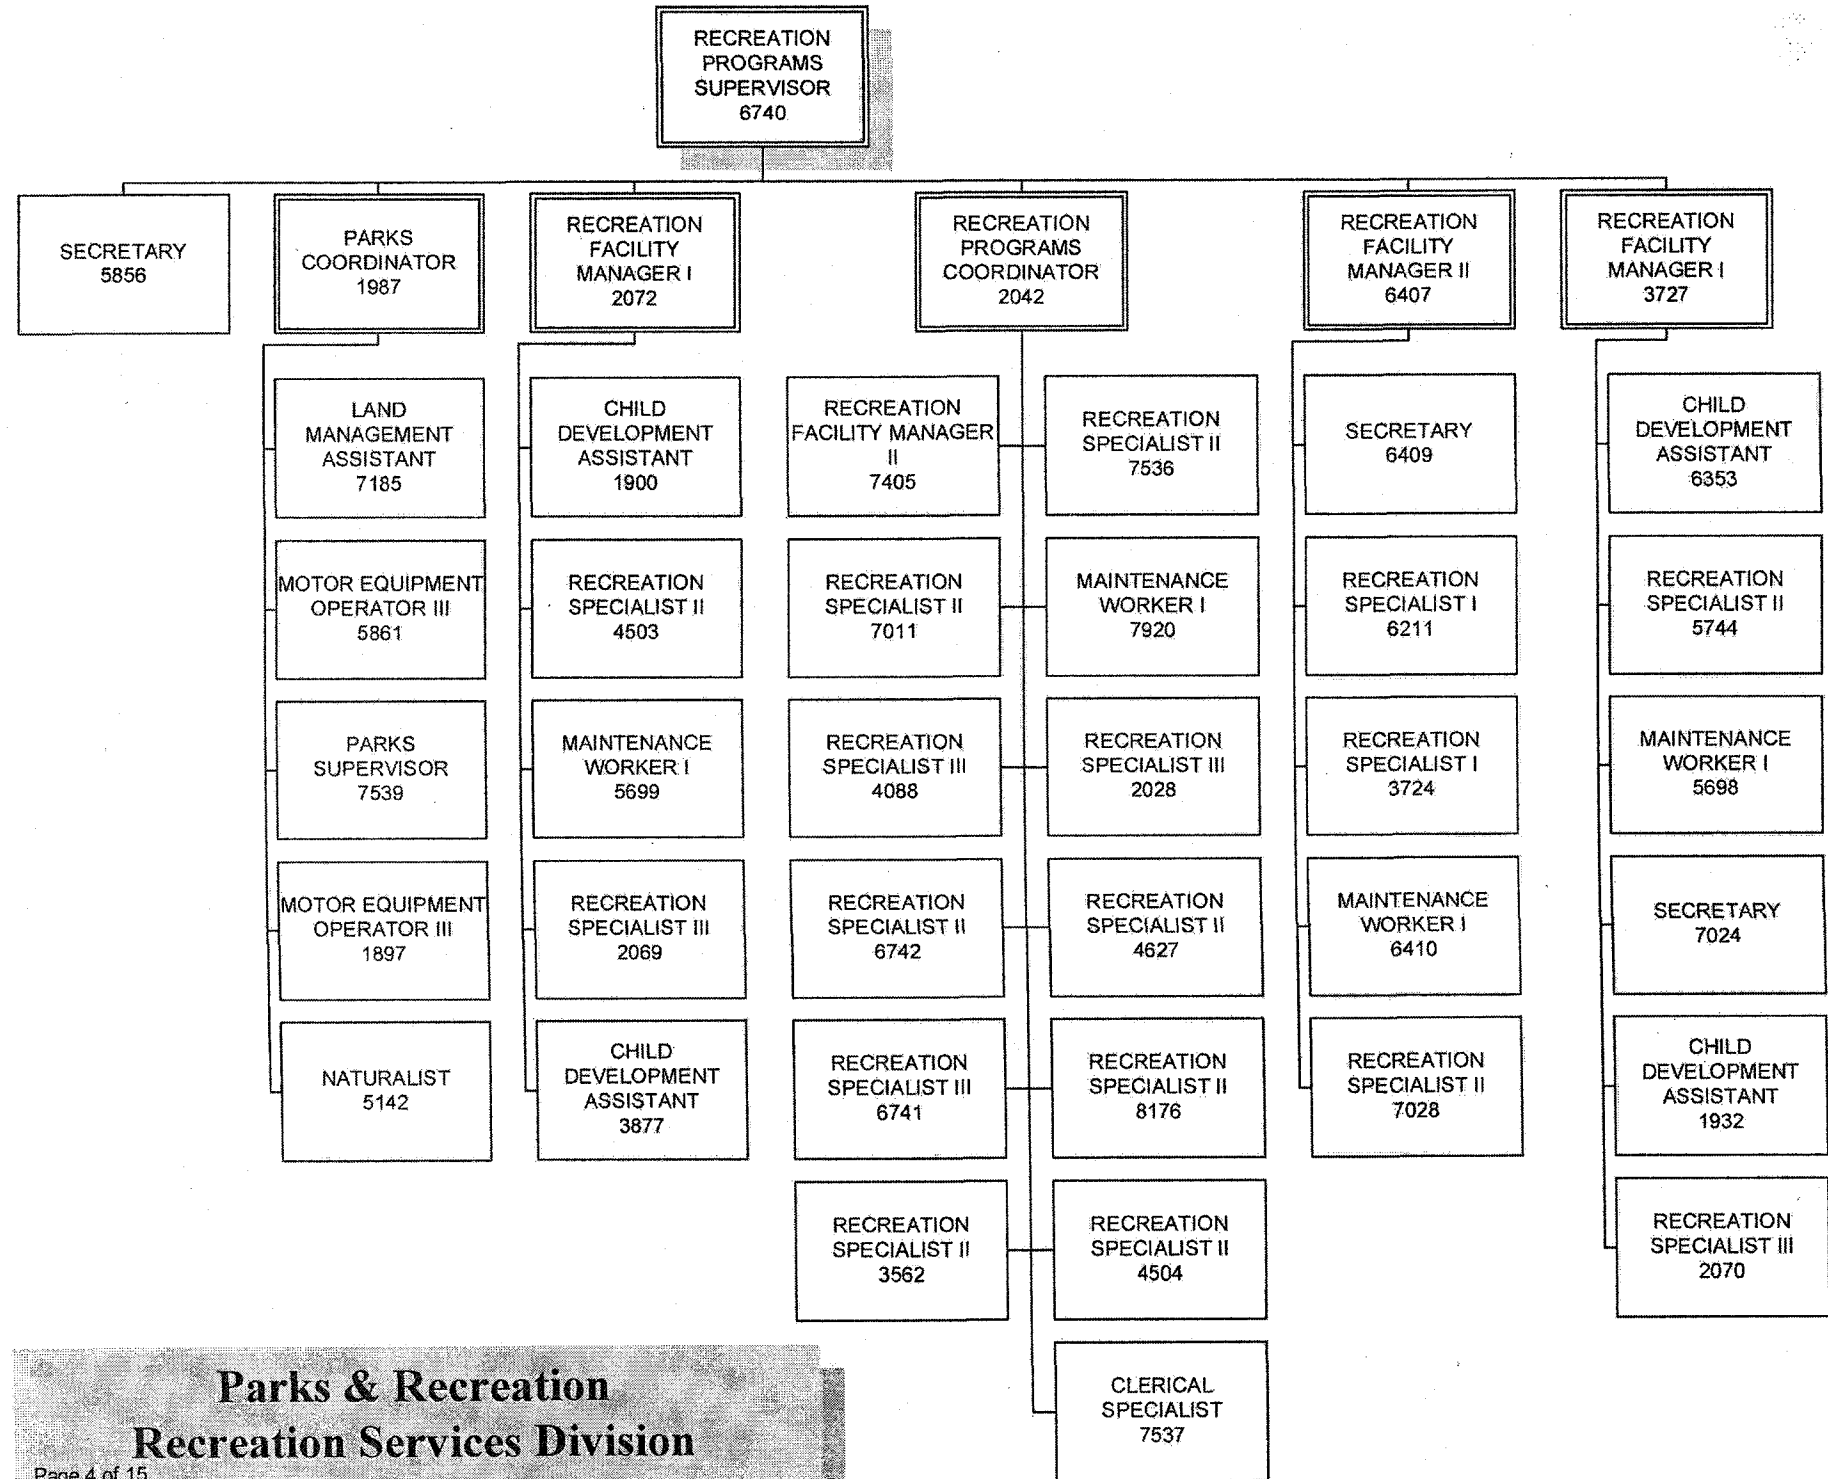 RECREATION
PROGRAMS
SUPERVISOR
6740
SECRETARY
5856
PARKS
COORDINATOR
1987
RECREATION
FACILITY
MANAGER I
2072
RECREATION
PROGRAMS
COORDINATOR
2042
RECREATION
FACILITY
MANAGER II
6407
RECREATION
FACILITY
MANAGER I
3727
LAND
MANAGEMENT
ASSISTANT
7185
MOTOR EQUIPMENT
OPERATOR III
5861
PARKS
SUPERVISOR
7539
MOTOR EQUIPMENT
OPERATOR III
1897
NATURALIST
5142
CHILD
DEVELOPMENT
ASSISTANT
1900
RECREATION
SPECIALIST II
4503
MAINTENANCE
WORKER I
5699
RECREATION
SPECIALIST III
2069
CHILD
DEVELOPMENT
ASSISTANT
3877
RECREATION
FACILITY MANAGER
II
7405
RECREATION
SPECIALIST II
7536
RECREATION
SPECIALIST II
7011
MAINTENANCE
WORKER I
7920
RECREATION
SPECIALIST III
4088
RECREATION
SPECIALIST III
2028
RECREATION
SPECIALIST II
6742
RECREATION
SPECIALIST II
4627
RECREATION
SPECIALIST III
6741
RECREATION
SPECIALIST II
8176
RECREATION
SPECIALIST II
3562
RECREATION
SPECIALIST II
4504
CLERICAL
SPECIALIST
7537
SECRETARY
6409
RECREATION
SPECIALIST I
6211
RECREATION
SPECIALIST I
3724
MAINTENANCE
WORKER I
6410
RECREATION
SPECIALIST II
7028
CHILD
DEVELOPMENT
ASSISTANT
6353
RECREATION
SPECIALIST II
5744
MAINTENANCE
WORKER I
5698
SECRETARY
7024
CHILD
DEVELOPMENT
ASSISTANT
1932
RECREATION
SPECIALIST III
2070
Parks & Recreation
Recreation Services Division
Page 4 of 15